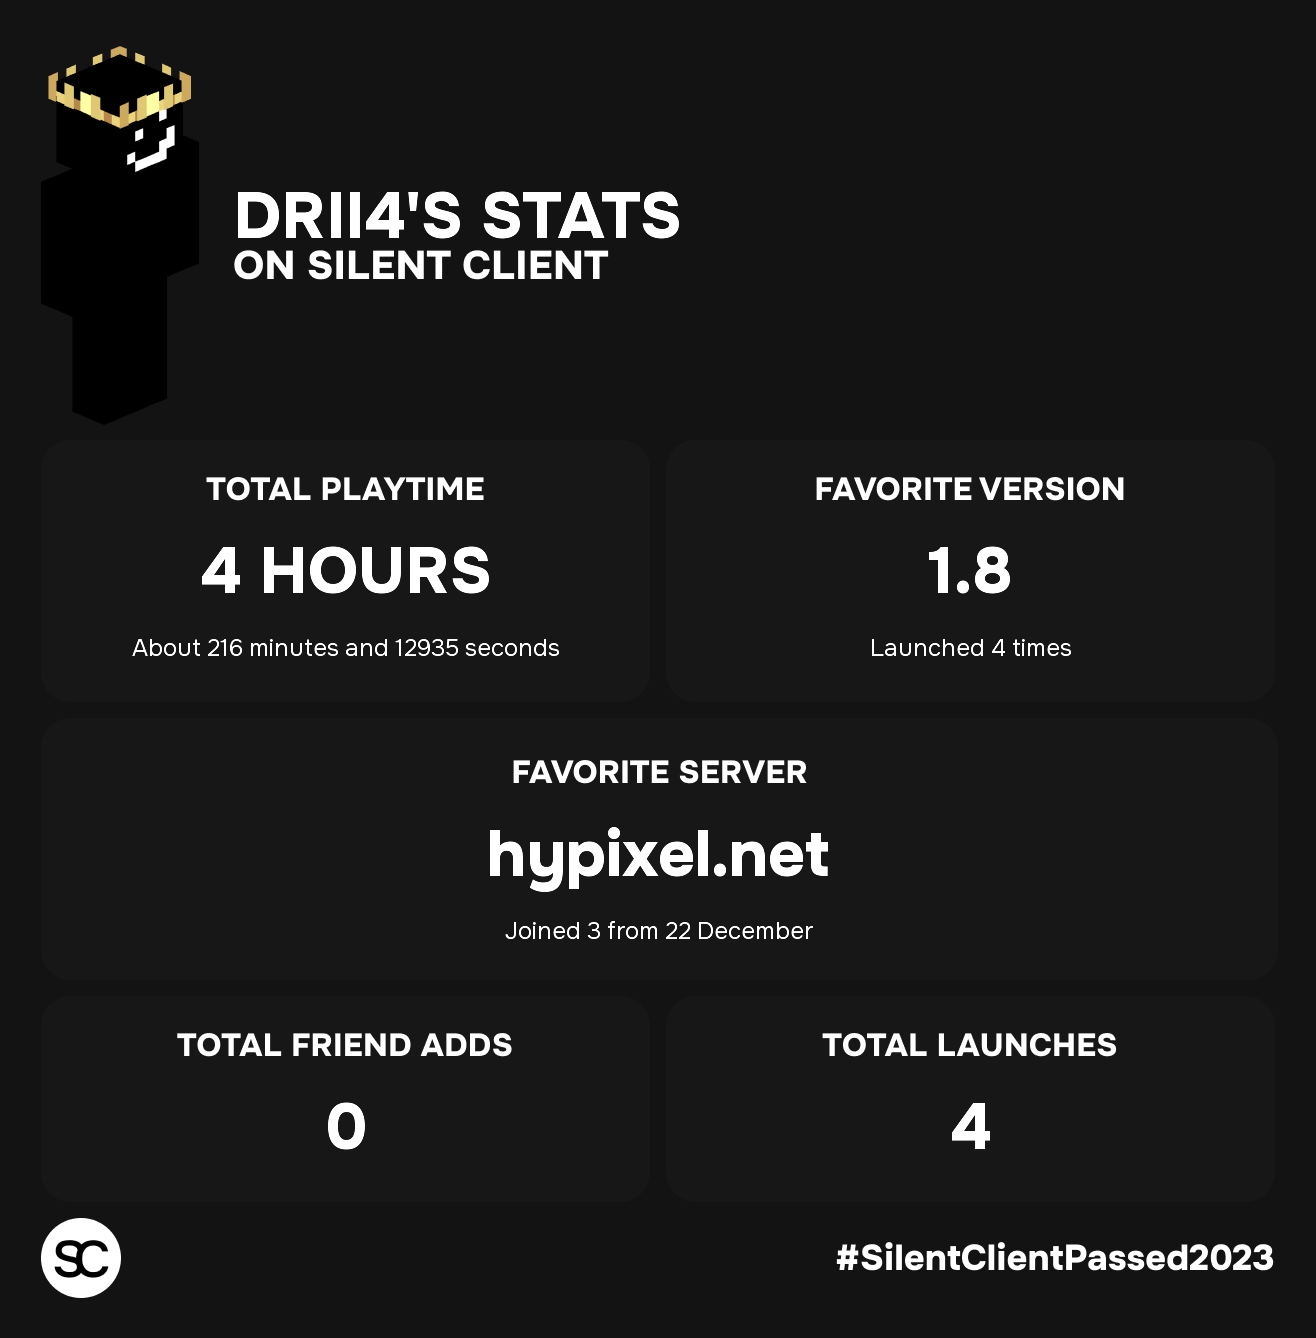 DRII4'S STATS
ON SILENT CLIENT
TOTAL PLAYTIME
4 HOURS
About 216 minutes and 12935 seconds
FAVORITE VERSION
1.8
Launched 4 times
FAVORITE SERVER
hypixel.net
Joined 3 from 22 December
TOTAL FRIEND ADDS
0
TOTAL LAUNCHES
4
SC
#SilentClientPassed2023